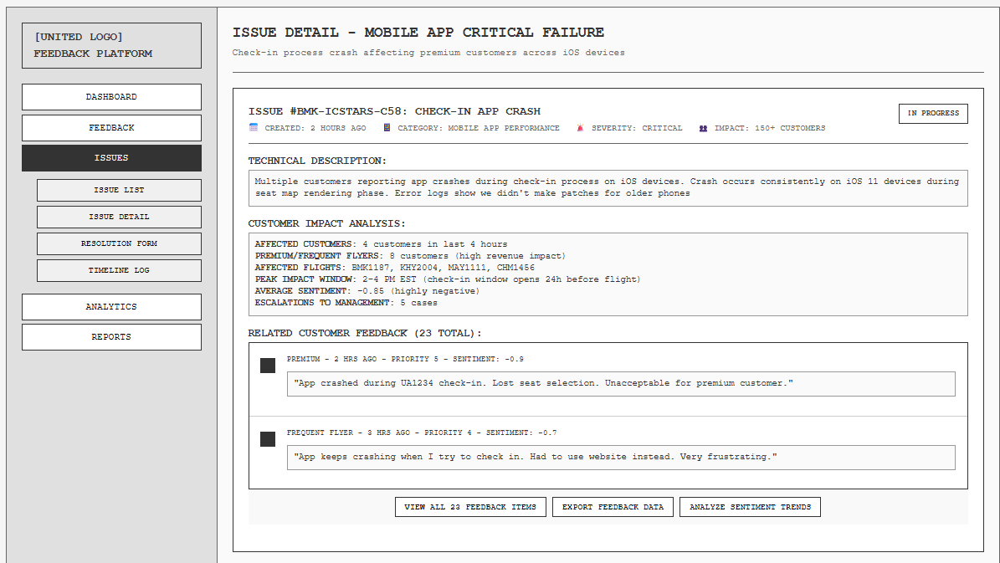 [UNITED LOGO]
FEEDBACK PLATFORM
DASHBOARD
FEEDBACK
ISSUES
ISSUE LIST
ISSUE DETAIL
RESOLUTION FORM
TIMELINE LOG
ANALYTICS
REPORTS
ISSUE DETAIL - MOBILE APP CRITICAL FAILURE
Check-in process crash affecting premium customers across iOS devices
ISSUE #BMK-ICSTARS-C58: CHECK-IN APP CRASH
IN PROGRESS
CREATED: 2 HOURS AGO CATEGORY: MOBILE APP PERFORMANCE SEVERITY: CRITICAL IMPACT: 150+ CUSTOMERS
TECHNICAL DESCRIPTION:
Multiple customers reporting app crashes during check-in process on iOS devices. Crash occurs consistently on iOS 11 devices during
seat map rendering phase. Error logs show we didn't make patches for older phones
CUSTOMER IMPACT ANALYSIS:
AFFECTED CUSTOMERS: 4 customers in last 4 hours
PREMIUM/FREQUENT FLYERS: 8 customers (high revenue impact)
AFFECTED FLIGHTS: BMK1187, KHY2004, MAY1111, CHM1456
PEAK IMPACT WINDOW: 2-4 PM EST (check-in window opens 24h before flight)
AVERAGE SENTIMENT: -0.85 (highly negative)
ESCALATIONS TO MANAGEMENT: 5 cases
RELATED CUSTOMER FEEDBACK (23 TOTAL):
PREMIUM - 2 HRS AGO - PRIORITY 5 - SENTIMENT: -0.9
"App crashed during UA1234 check-in. Lost seat selection. Unacceptable for premium customer."
FREQUENT FLYER - 3 HRS AGO - PRIORITY 4 - SENTIMENT: -0.7
"App keeps crashing when I try to check in. Had to use website instead. Very frustrating."
VIEW ALL 23 FEEDBACK ITEMS
EXPORT FEEDBACK DATA
ANALYZE SENTIMENT TRENDS